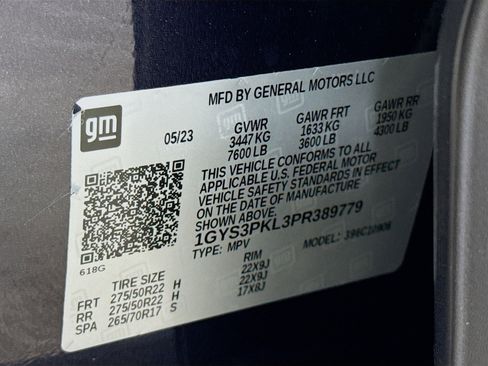 MFD BY GENERAL MOTORS LLC
gm
05/23 GVWR GAWR FRT GAWR RR
3447 KG 1633 KG 1950 KG
7600 LB 3600 LB 4300 LB
THIS VEHICLE CONFORMS TO ALL
APPLICABLE U.S. FEDERAL MOTOR
VEHICLE SAFETY STANDARDS IN EFFECT
ON THE DATE OF MANUFACTURE
SHOWN ABOVE.
1GYS3PKL3PR389779
TYPE: MPV MODEL:
618G
TIRE SIZE RIM
FRT 275/50R22 H 22X9J
RR 275/50R22 H 22X9J
SPA 265/70R17 S 17X8J